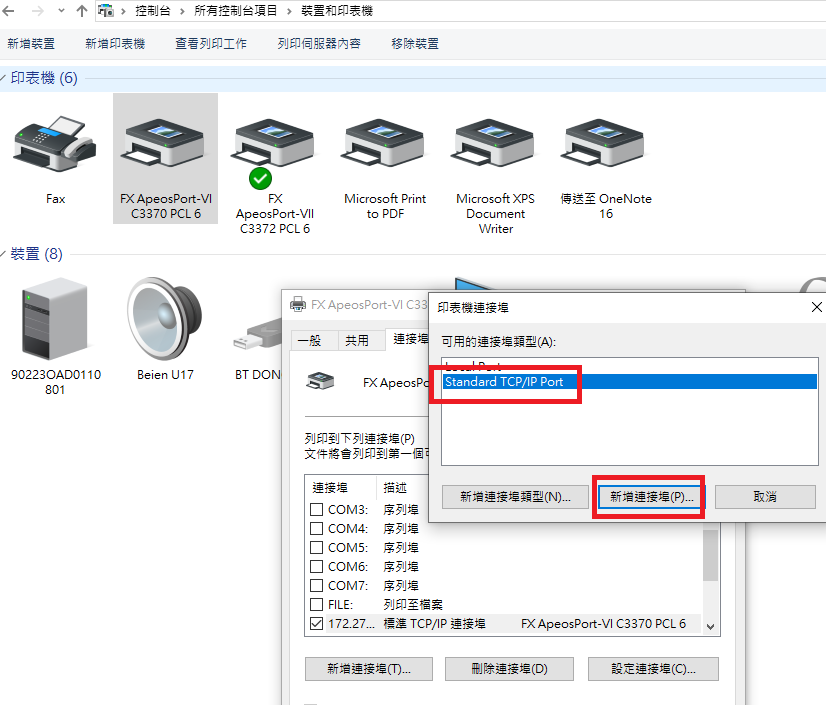 控制台 › 所有控制台項目 › 裝置和印表機
新增裝置 新增印表機 查看列印工作 列印伺服器內容 移除裝置
印表機 (6)
Fax
FX ApeosPort-VI
C3370 PCL 6
FX
ApeosPort-VII
C3372 PCL 6
Microsoft Print
to PDF
Microsoft XPS
Document
Writer
傳送至 OneNote
16
裝置 (8)
90223OAD0110
801
Beien U17
BT DON
FX ApeosPort-VI C33
一般 共用 連接埠
FX ApeosPo
列印到下列連接埠(P)
文件將會列印到第一個可
連接埠 描述
COM3: 序列埠
COM4: 序列埠
COM5: 序列埠
COM6: 序列埠
COM7: 序列埠
FILE: 列印至檔案
172.27... 標準 TCP/IP 連接埠 FX ApeosPort-VI C3370 PCL 6
新增連接埠(T)... 刪除連接埠(D) 設定連接埠(C)...
印表機連接埠
可用的連接埠類型(A):
Local Port
Standard TCP/IP Port
新增連接埠類型(N)... 新增連接埠(P)... 取消